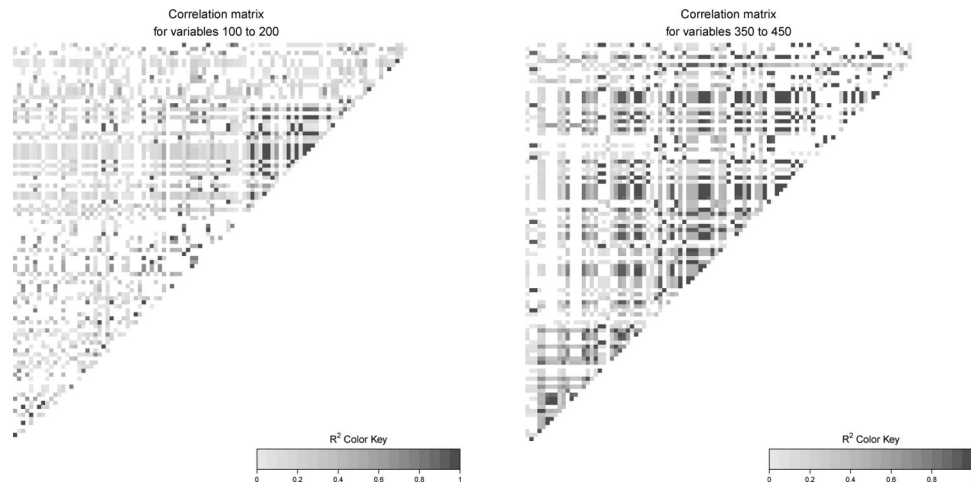 Correlation matrix
for variables 100 to 200
R² Color Key
0 0.2 0.4 0.6 0.8 1
Correlation matrix
for variables 350 to 450
R² Color Key
0 0.2 0.4 0.6 0.8